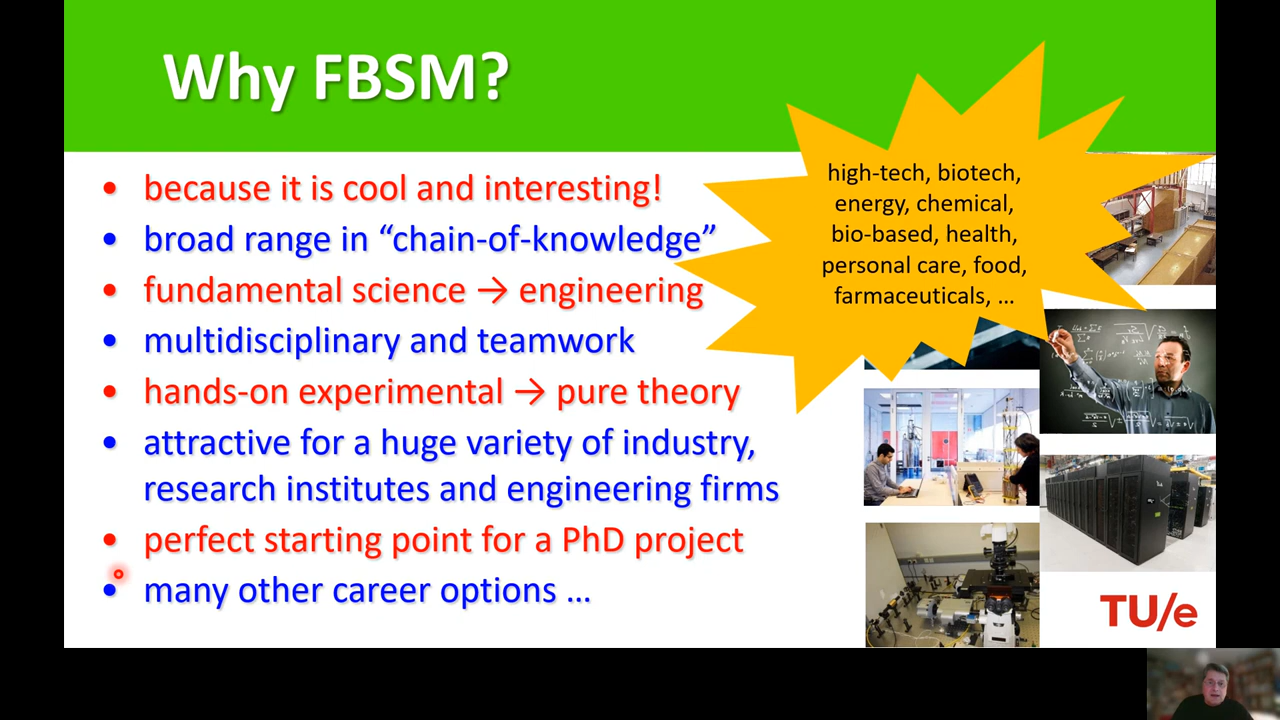 Why FBSM?
• because it is cool and interesting!
• broad range in “chain-of-knowledge”
• fundamental science → engineering
• multidisciplinary and teamwork
• hands-on experimental → pure theory
• attractive for a huge variety of industry,
research institutes and engineering firms
• perfect starting point for a PhD project
• many other career options ...
high-tech, biotech,
energy, chemical,
bio-based, health,
personal care, food,
farmaceuticals, ...
TU/e